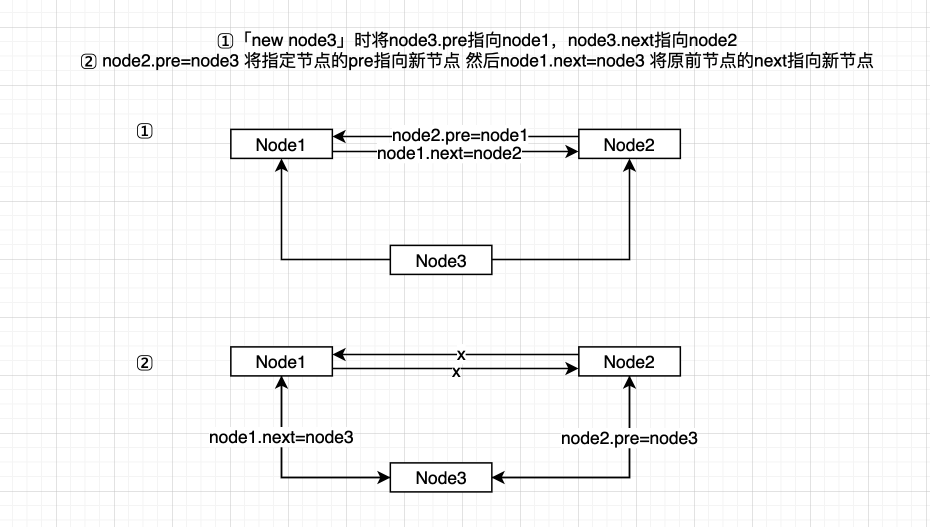 ①「new node3」时将node3.pre指向node1，node3.next指向node2
② node2.pre=node3 将指定节点的pre指向新节点 然后node1.next=node3 将原前节点的next指向新节点
①
Node1
node2.pre=node1
node1.next=node2
Node2
Node3
②
Node1
x
x
Node2
node1.next=node3
node2.pre=node3
Node3